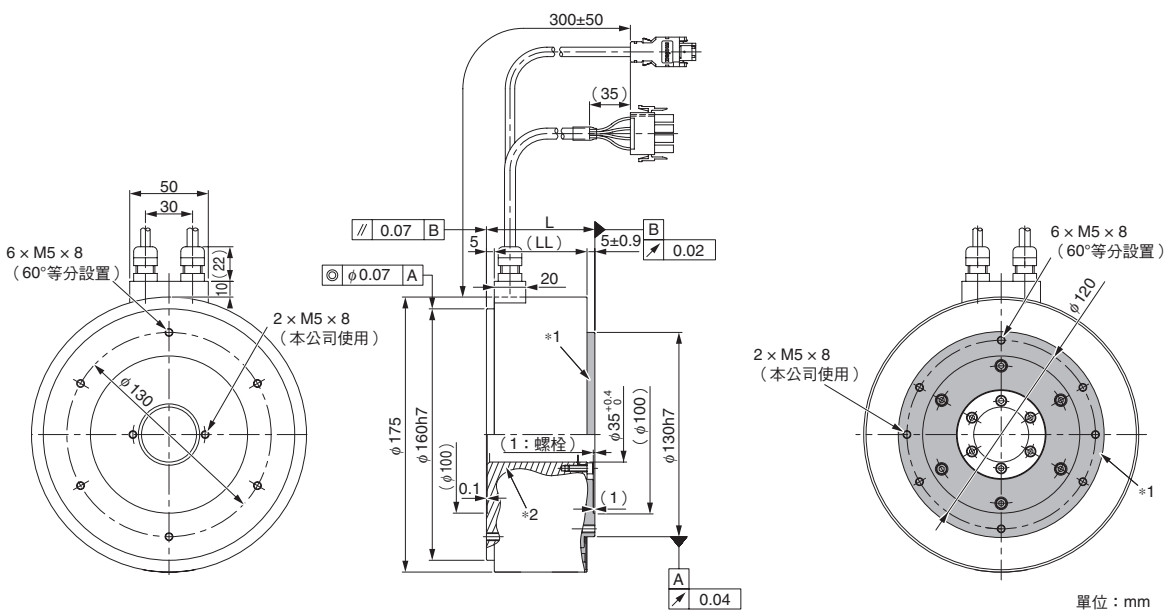 300±50
（35）
50
30
（22）
10
6×M5×8
（60°等分設置）
2×M5×8
（本公司使用）
φ130
// 0.07 B
L
B
0.02
5
（LL）
5±0.9
◎ φ0.07 A
20
*1
φ175
φ160h7
（φ100）
0.1
（1：螺栓）
φ35 +0.4 0
（φ100）
φ130h7
*2
（1）
A
0.04
6×M5×8
（60°等分設置）
φ120
2×M5×8
（本公司使用）
*1
單位：mm